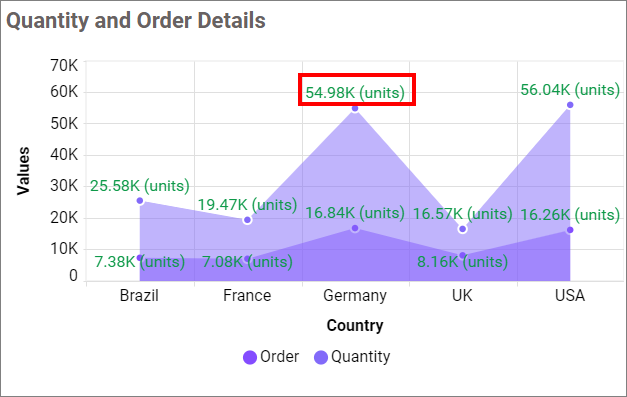 Quantity and Order Details
70K
60K
50K
40K
30K
20K
10K
0
Values
54.98K (units)
56.04K (units)
25.58K (units)
19.47K (units)
16.84K (units)
16.57K (units)
16.26K (units)
7.38K (units)
7.08K (units)
8.16K (units)
Brazil
France
Germany
UK
USA
Country
Order
Quantity